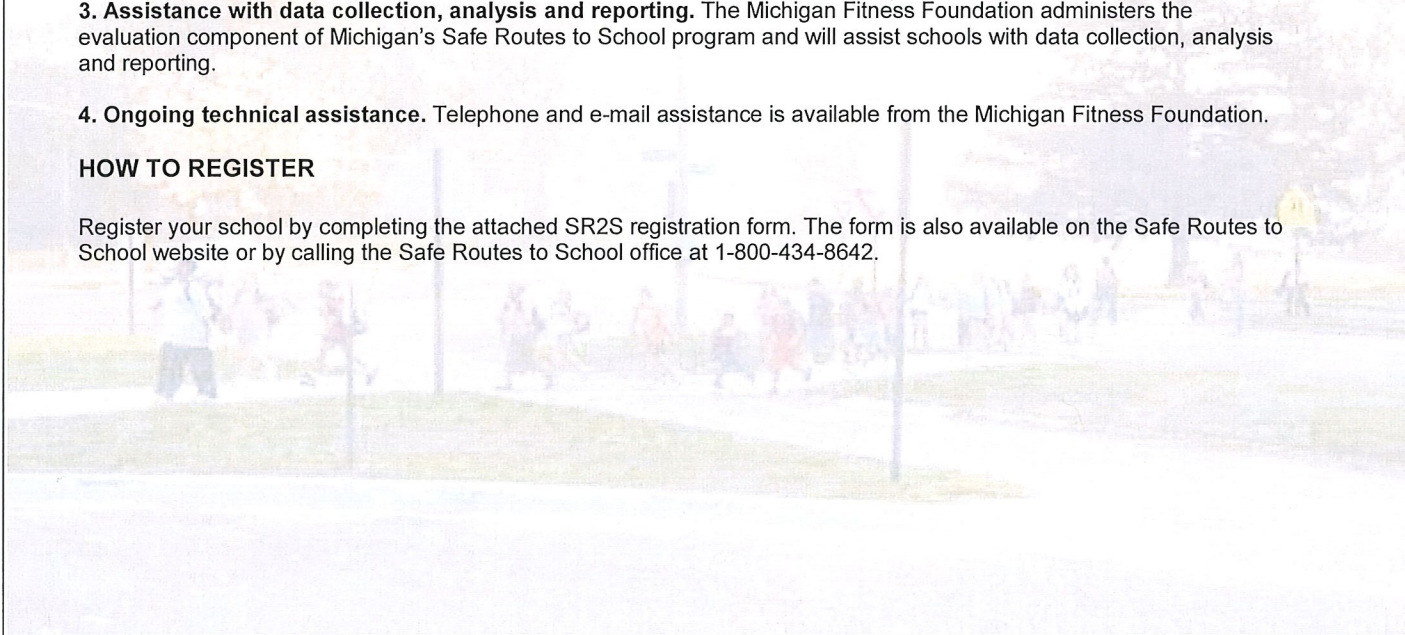 3. Assistance with data collection, analysis and reporting. The Michigan Fitness Foundation administers the
evaluation component of Michigan's Safe Routes to School program and will assist schools with data collection, analysis
and reporting.
4. Ongoing technical assistance. Telephone and e-mail assistance is available from the Michigan Fitness Foundation.
HOW TO REGISTER
Register your school by completing the attached SR2S registration form. The form is also available on the Safe Routes to
School website or by calling the Safe Routes to School office at 1-800-434-8642.